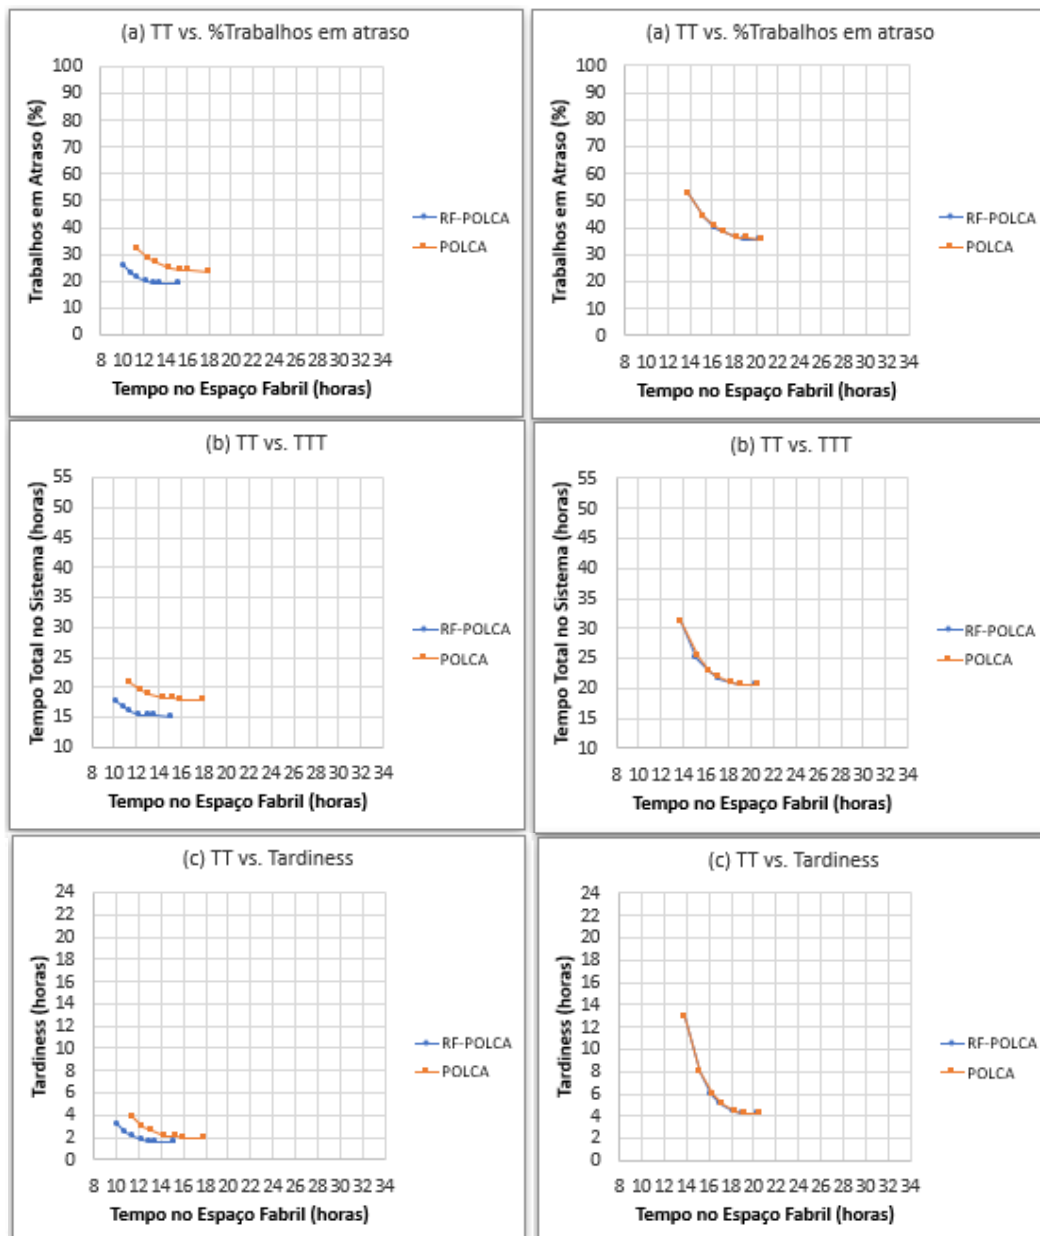 (a) TT vs. %Trabalhos em atraso
Trabalhos em Atraso (%)
100
90
80
70
60
50
40
30
20
10
0
8 10 12 14 16 18 20 22 24 26 28 30 32 34
Tempo no Espaço Fabril (horas)
RF-POLCA
POLCA
(a) TT vs. %Trabalhos em atraso
Trabalhos em Atraso (%)
100
90
80
70
60
50
40
30
20
10
0
8 10 12 14 16 18 20 22 24 26 28 30 32 34
Tempo no Espaço Fabril (horas)
RF-POLCA
POLCA
(b) TT vs. TTT
Tempo Total no Sistema (horas)
55
50
45
40
35
30
25
20
15
10
8 10 12 14 16 18 20 22 24 26 28 30 32 34
Tempo no Espaço Fabril (horas)
RF-POLCA
POLCA
(b) TT vs. TTT
Tempo Total no Sistema (horas)
55
50
45
40
35
30
25
20
15
10
8 10 12 14 16 18 20 22 24 26 28 30 32 34
Tempo no Espaço Fabril (horas)
RF-POLCA
POLCA
(c) TT vs. Tardiness
Tardiness (horas)
24
22
20
18
16
14
12
10
8
6
4
2
0
8 10 12 14 16 18 20 22 24 26 28 30 32 34
Tempo no Espaço Fabril (horas)
RF-POLCA
POLCA
(c) TT vs. Tardiness
Tardiness (horas)
24
22
20
18
16
14
12
10
8
6
4
2
0
8 10 12 14 16 18 20 22 24 26 28 30 32 34
Tempo no Espaço Fabril (horas)
RF-POLCA
POLCA